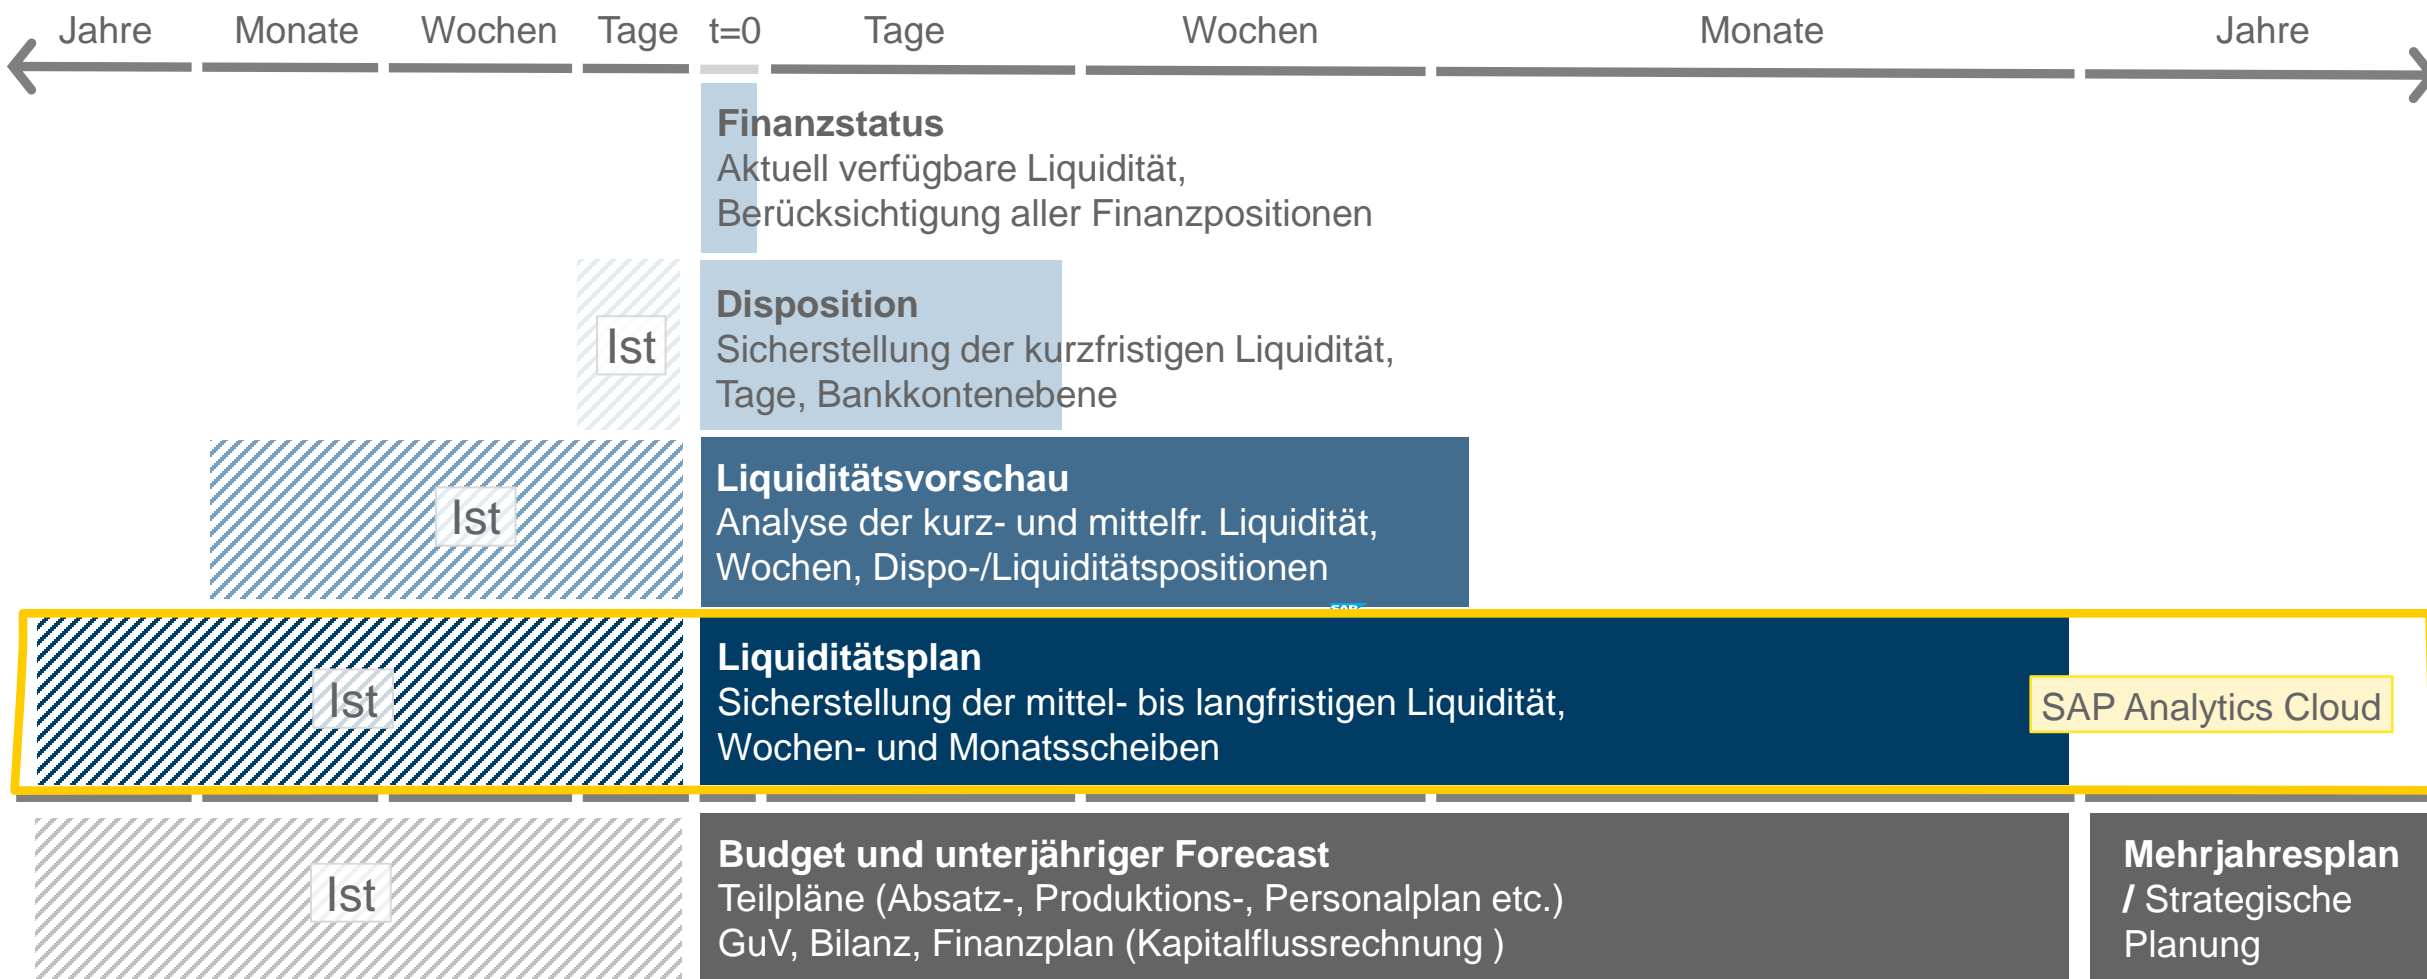 Jahre Monate Wochen Tage t=0 Tage Wochen Monate Jahre
Finanzstatus
Aktuell verfügbare Liquidität,
Berücksichtigung aller Finanzpositionen
Ist
Disposition
Sicherstellung der kurzfristigen Liquidität,
Tage, Bankkontenebene
Ist
Liquiditätsvorschau
Analyse der kurz- und mittelfr. Liquidität,
Wochen, Dispo-/Liquiditätspositionen
SAP
Ist
Liquiditätsplan
Sicherstellung der mittel- bis langfristigen Liquidität,
Wochen- und Monatsscheiben
SAP Analytics Cloud
Ist
Budget und unterjähriger Forecast
Teilpläne (Absatz-, Produktions-, Personalplan etc.)
GuV, Bilanz, Finanzplan (Kapitalflussrechnung )
Mehrjahresplan
/ Strategische
Planung